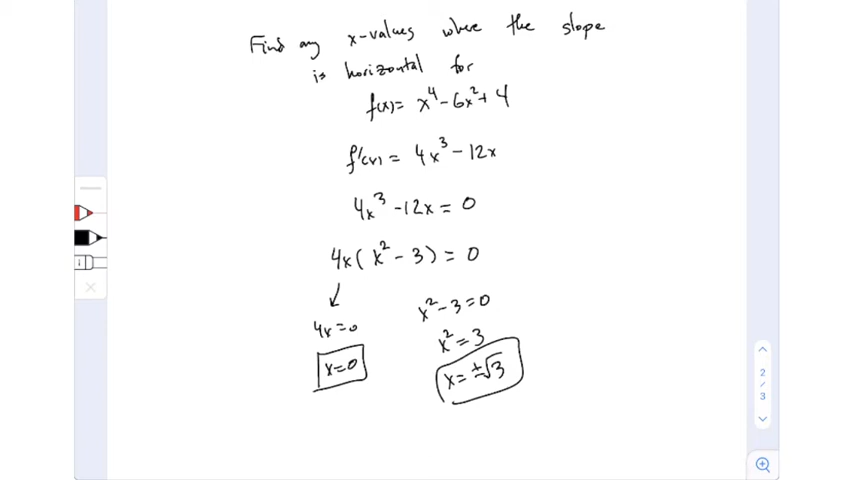 Find any x-values where the slope
is horizontal for
f(x) = x⁴ - 6x² + 4
f'(x) = 4x³ - 12x
4x³ - 12x = 0
4x(x² - 3) = 0
4x = 0
x = 0
x² - 3 = 0
x² = 3
x = ±√3
2
/
3